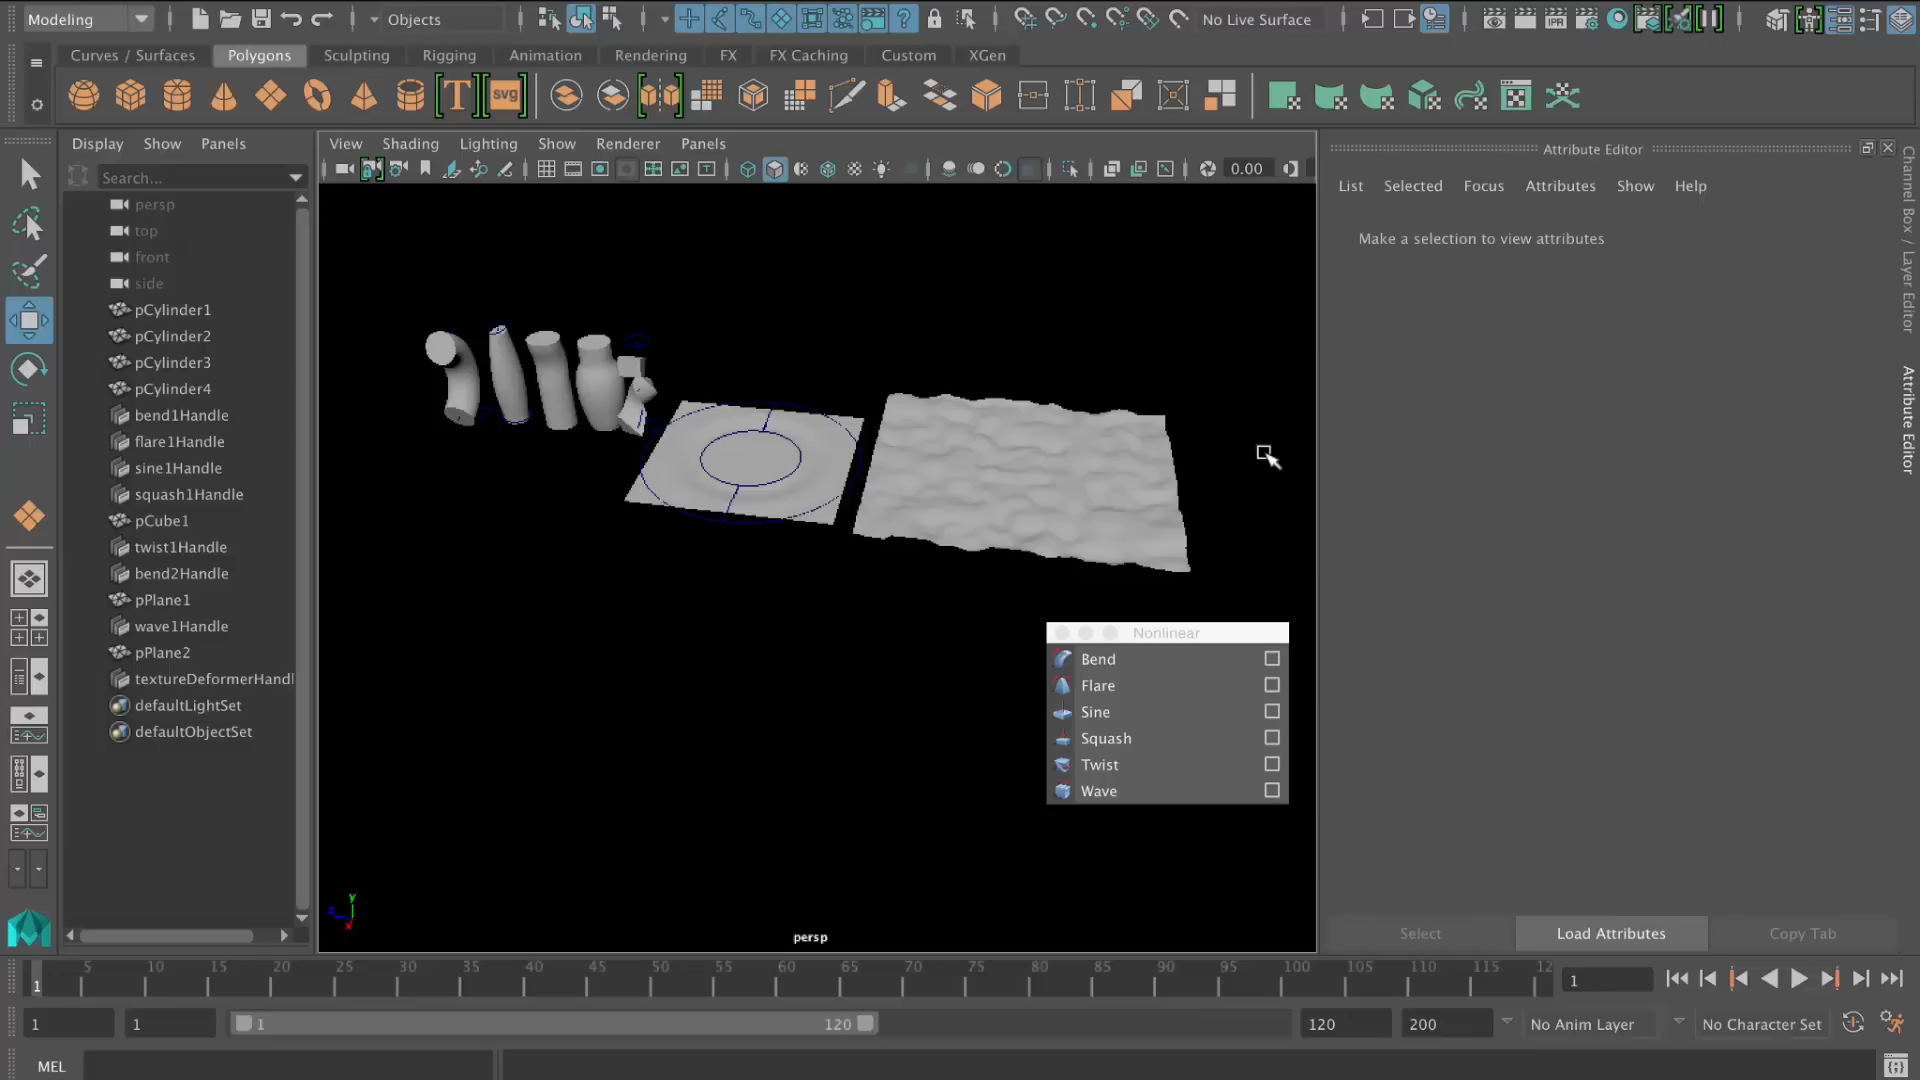 Modeling
Objects
No Live Surface
Curves / Surfaces
Polygons
Sculpting
Rigging
Animation
Rendering
FX
FX Caching
Custom
XGen
T
svg
Display
Show
Panels
Search...
persp
top
front
side
pCylinder1
pCylinder2
pCylinder3
pCylinder4
bend1Handle
flare1Handle
sine1Handle
squash1Handle
pCube1
twist1Handle
bend2Handle
pPlane1
wave1Handle
pPlane2
textureDeformerHandl
defaultLightSet
defaultObjectSet
View
Shading
Lighting
Show
Renderer
Panels
0.00
Nonlinear
Bend
Flare
Sine
Squash
Twist
Wave
y
z
x
persp
Attribute Editor
List
Selected
Focus
Attributes
Show
Help
Make a selection to view attributes
Select
Load Attributes
Copy Tab
Channel Box / Layer Editor
Attribute Editor
1
5
10
15
20
25
30
35
40
45
50
55
60
65
70
75
80
85
90
95
100
105
110
115
12
1
1
1
1
120
120
200
No Anim Layer
No Character Set
MEL